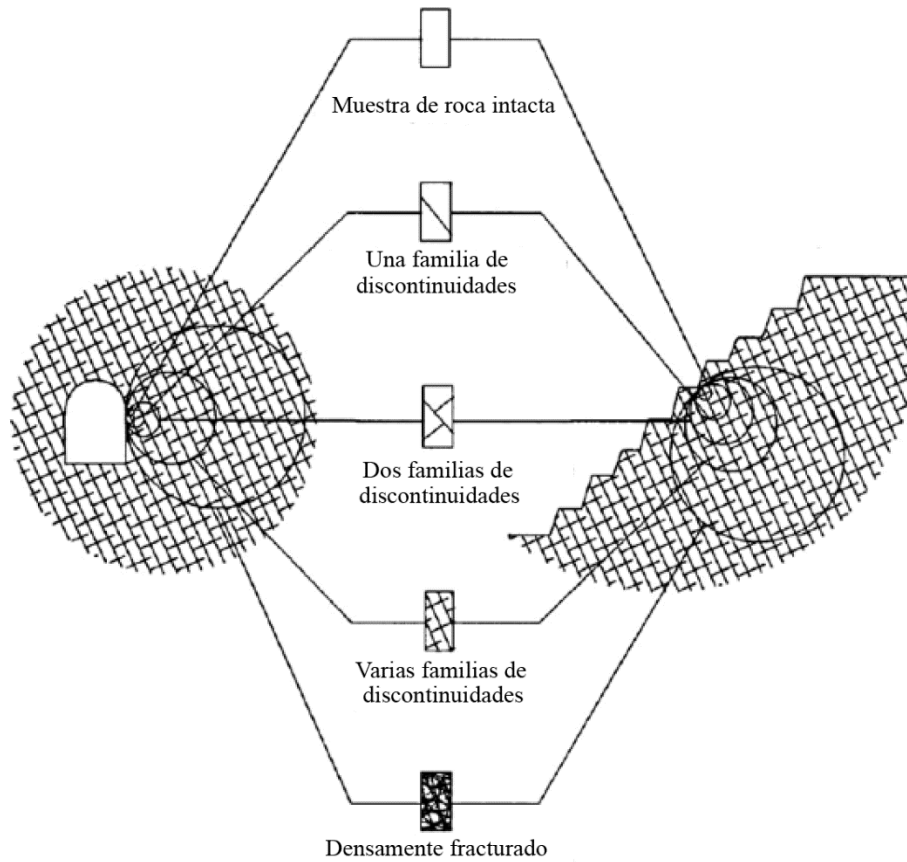 Muestra de roca intacta
Una familia de
discontinuidades
Dos familias de
discontinuidades
Varias familias de
discontinuidades
Densamente fracturado